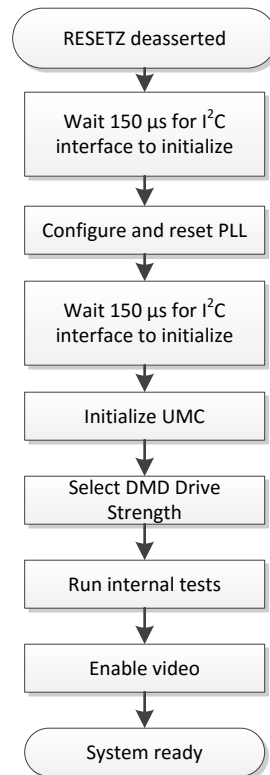 RESETZ deasserted
Wait 150 µs for I²C
interface to initialize
Configure and reset PLL
Wait 150 µs for I²C
interface to initialize
Initialize UMC
Select DMD Drive
Strength
Run internal tests
Enable video
System ready